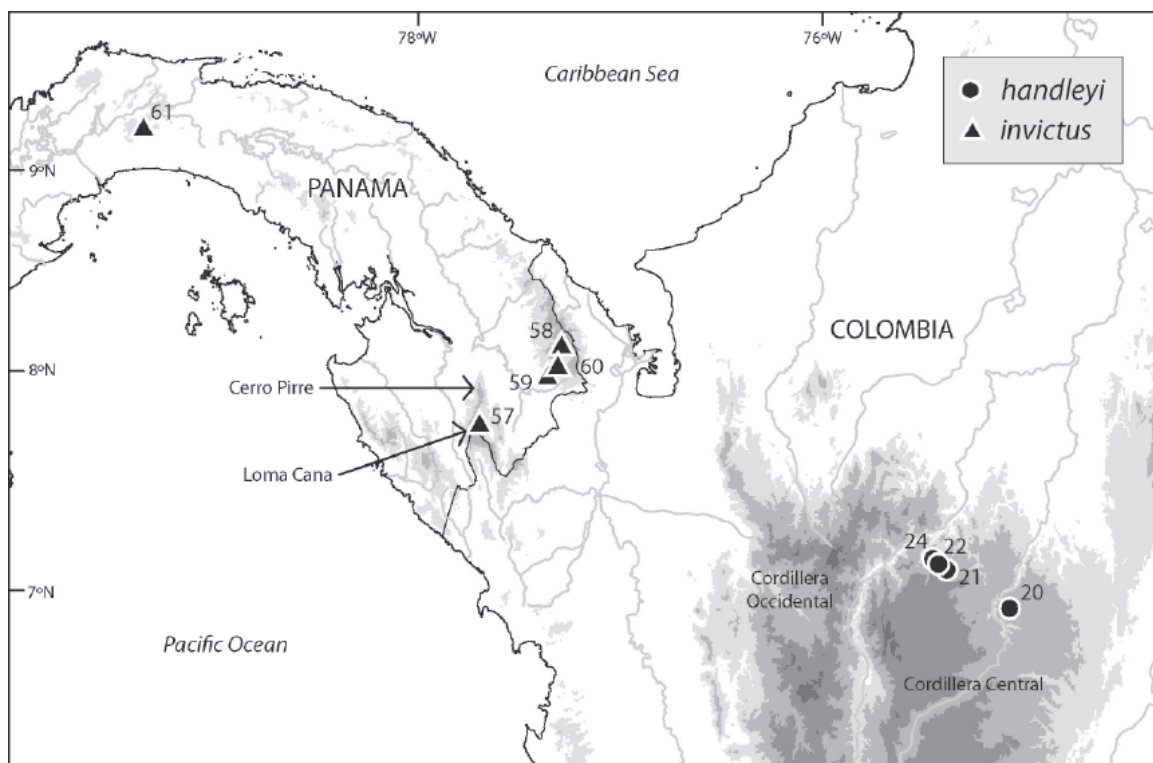 78°W
76°W
Caribbean Sea
handleyi
invictus
61
9°N
PANAMA
58
COLOMBIA
8°N
60
59
Cerro Pirre
57
Loma Cana
24
22
21
20
7°N
Cordillera
Occidental
Pacific Ocean
Cordillera Central